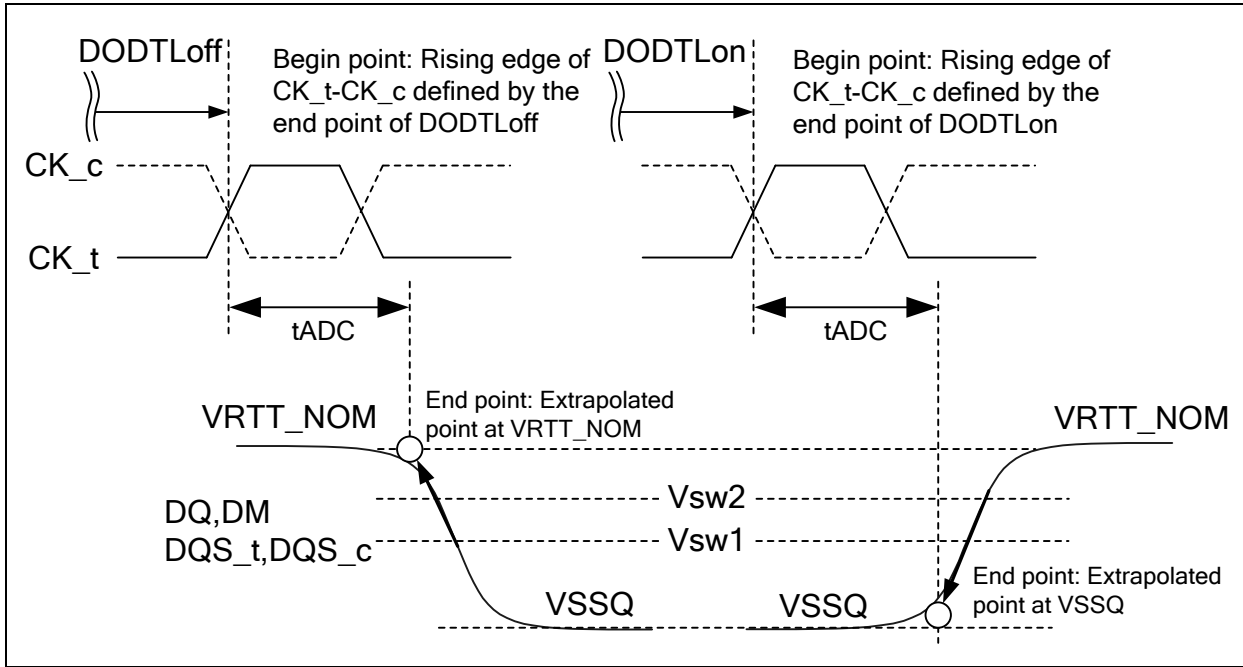 DODTLoff
Begin point: Rising edge of
CK_t-CK_c defined by the
end point of DODTLoff
DODTLon
Begin point: Rising edge of
CK_t-CK_c defined by the
end point of DODTLon
CK_c
CK_t
tADC
tADC
VRTT_NOM
End point: Extrapolated
point at VRTT_NOM
VRTT_NOM
Vsw2
DQ,DM
Vsw1
DQS_t,DQS_c
VSSQ
VSSQ
End point: Extrapolated
point at VSSQ